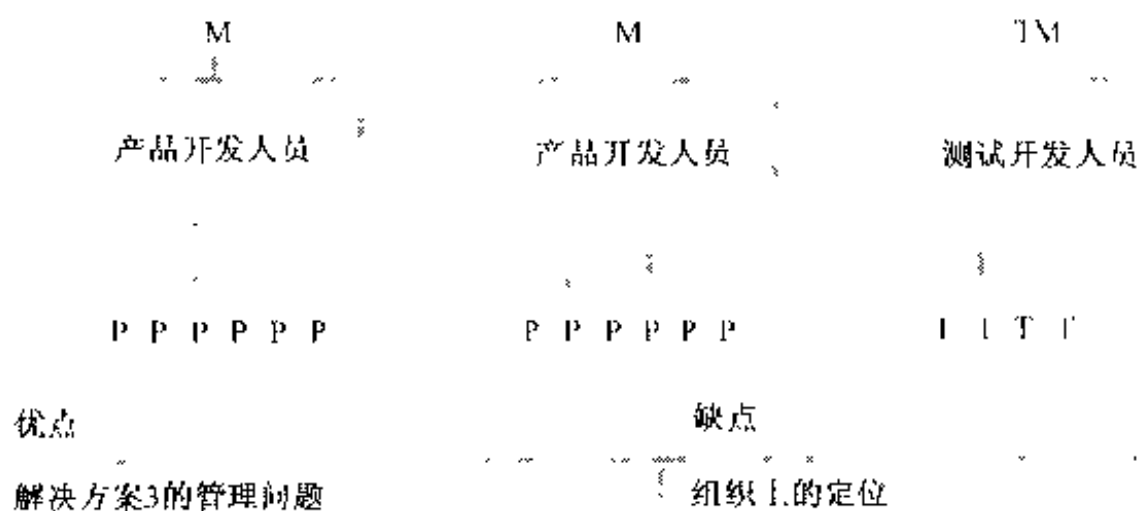 M M TM
产品开发人员 产品开发人员 测试开发人员
P P P P P P P P P P P P T T T T
优点 缺点
解决方案3的管理问题 组织上的定位